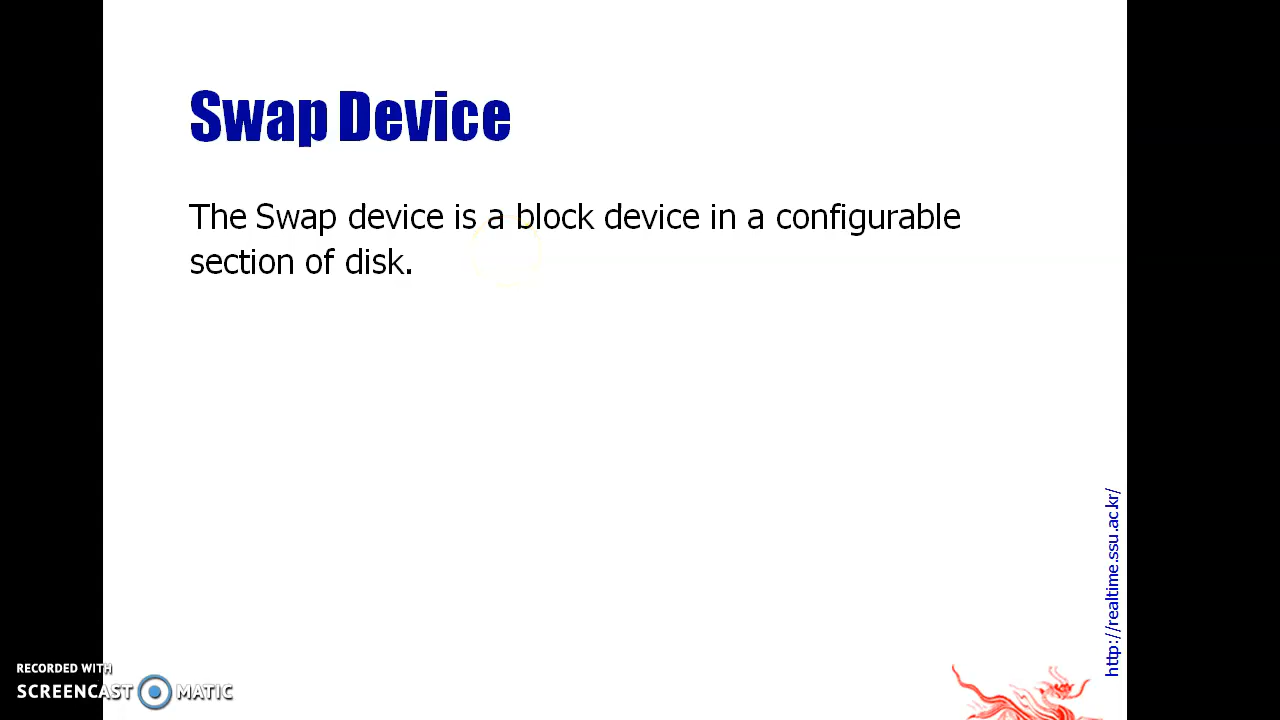 Swap Device
The Swap device is a block device in a configurable
section of disk.
http://realtime.ssu.ac.kr/
RECORDED WITH
SCREENCAST MATIC